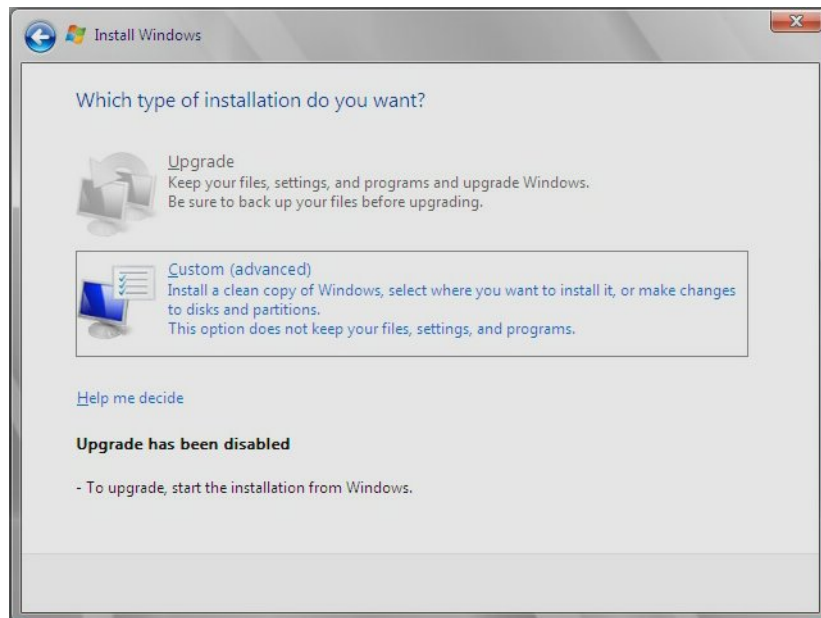 Install Windows
Which type of installation do you want?
Upgrade
Keep your files, settings, and programs and upgrade Windows.
Be sure to back up your files before upgrading.
Custom (advanced)
Install a clean copy of Windows, select where you want to install it, or make changes
to disks and partitions.
This option does not keep your files, settings, and programs.
Help me decide
Upgrade has been disabled
- To upgrade, start the installation from Windows.